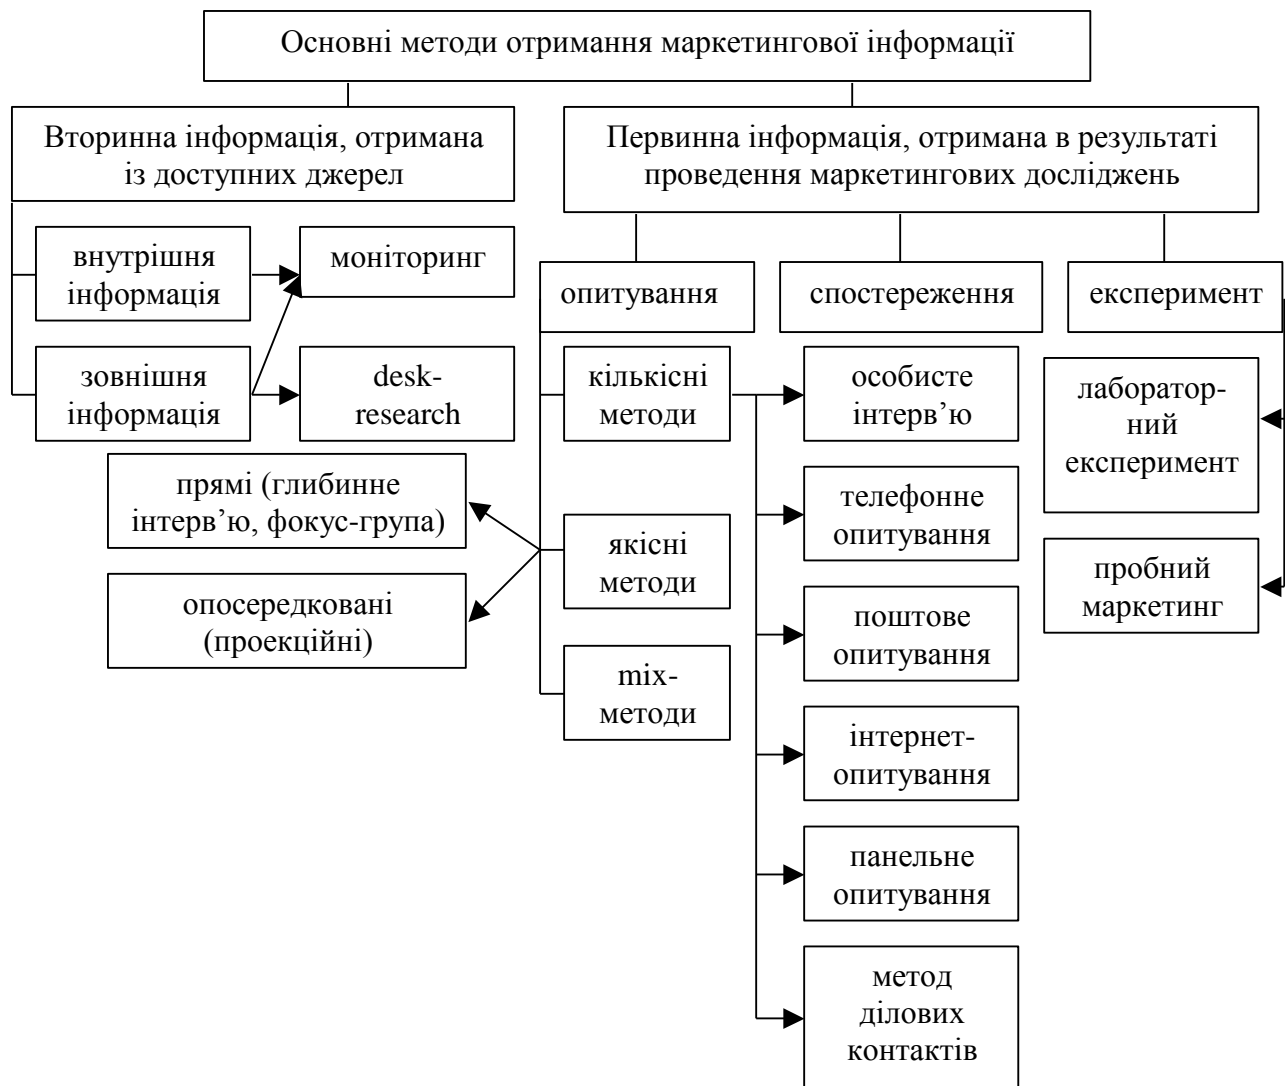 Основні методи отримання маркетингової інформації
Вторинна інформація, отримана
із доступних джерел
Первинна інформація, отримана в результаті
проведення маркетингових досліджень
внутрішня
інформація
моніторинг
опитування
спостереження
експеримент
зовнішня
інформація
desk-
research
кількісні
методи
особисте
інтерв’ю
лаборатор-
ний
експеримент
прямі (глибинне
інтерв’ю, фокус-група)
якісні
методи
телефонне
опитування
пробний
маркетинг
опосередковані
(проекційні)
поштове
опитування
mix-
методи
інтернет-
опитування
панельне
опитування
метод
ділових
контактів